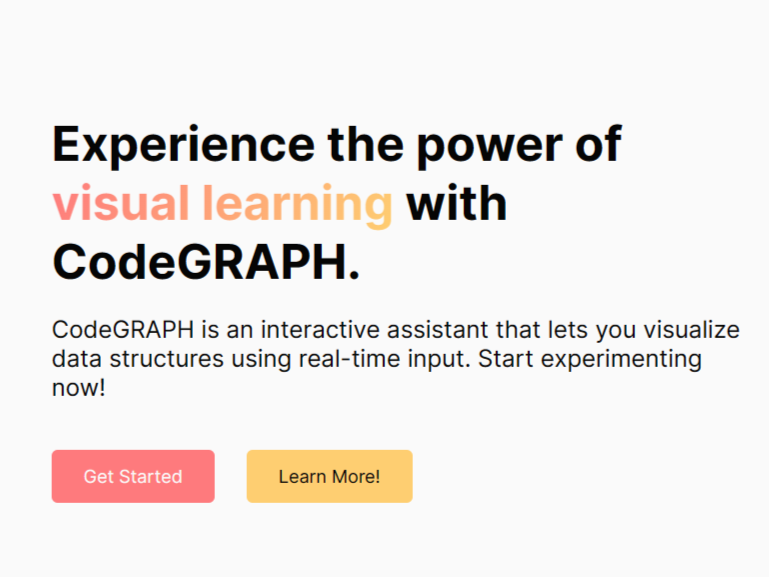 Experience the power of
visual learning with
CodeGRAPH.
CodeGRAPH is an interactive assistant that lets you visualize
data structures using real-time input. Start experimenting
now!
Get Started
Learn More!